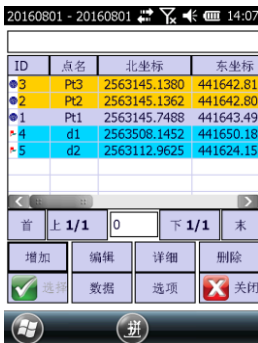 20160801 - 20160801 14:07
ID 点名 北坐标 东坐标
3 Pt3 2563145.1380 441642.81
2 Pt2 2563145.1362 441642.80
1 Pt1 2563145.7488 441643.49
4 d1 2563508.1452 441650.18
5 d2 2563112.9625 441624.15
首 上 1/1 0 下 1/1 末
增加 编辑 详细 删除
选择 数据 选项 关闭
拼